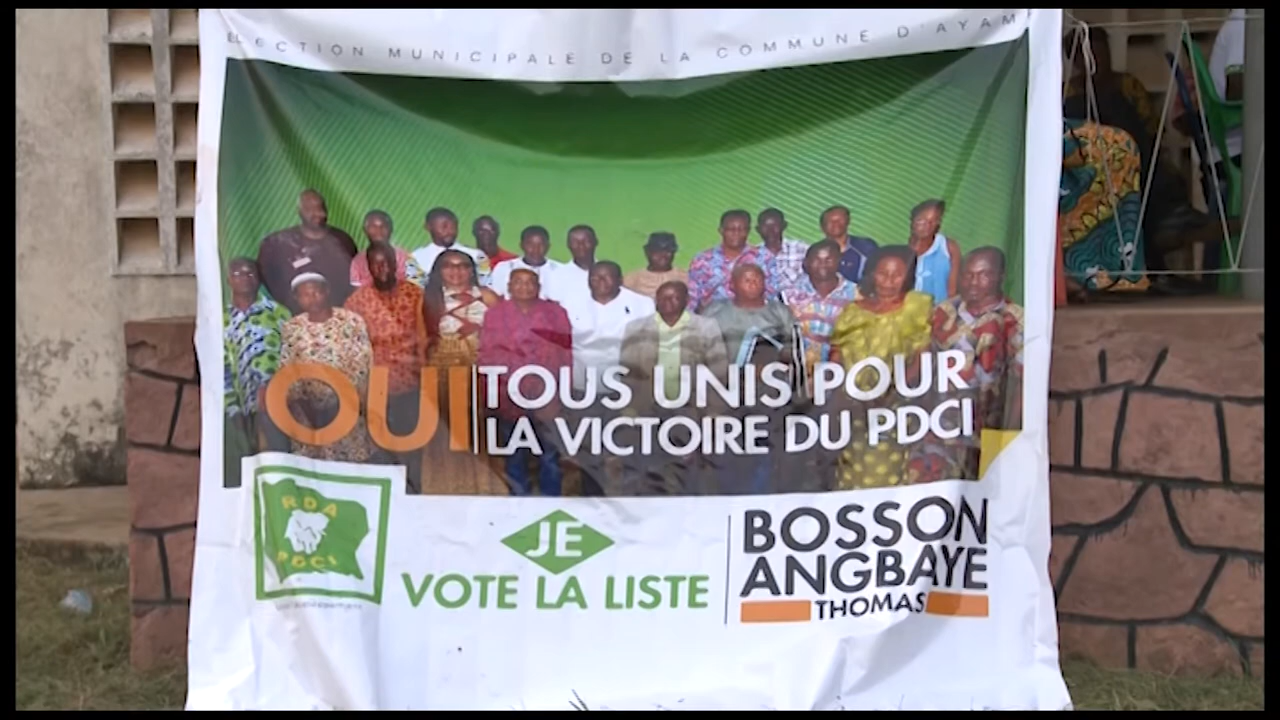 ÉLECTION MUNICIPALE DE LA COMMUNE D'AYAM
OUI
TOUS UNIS POUR
LA VICTOIRE DU PDCI
RDA
PDCI
JE
VOTE LA LISTE
BOSSON
ANGBAYE
THOMAS